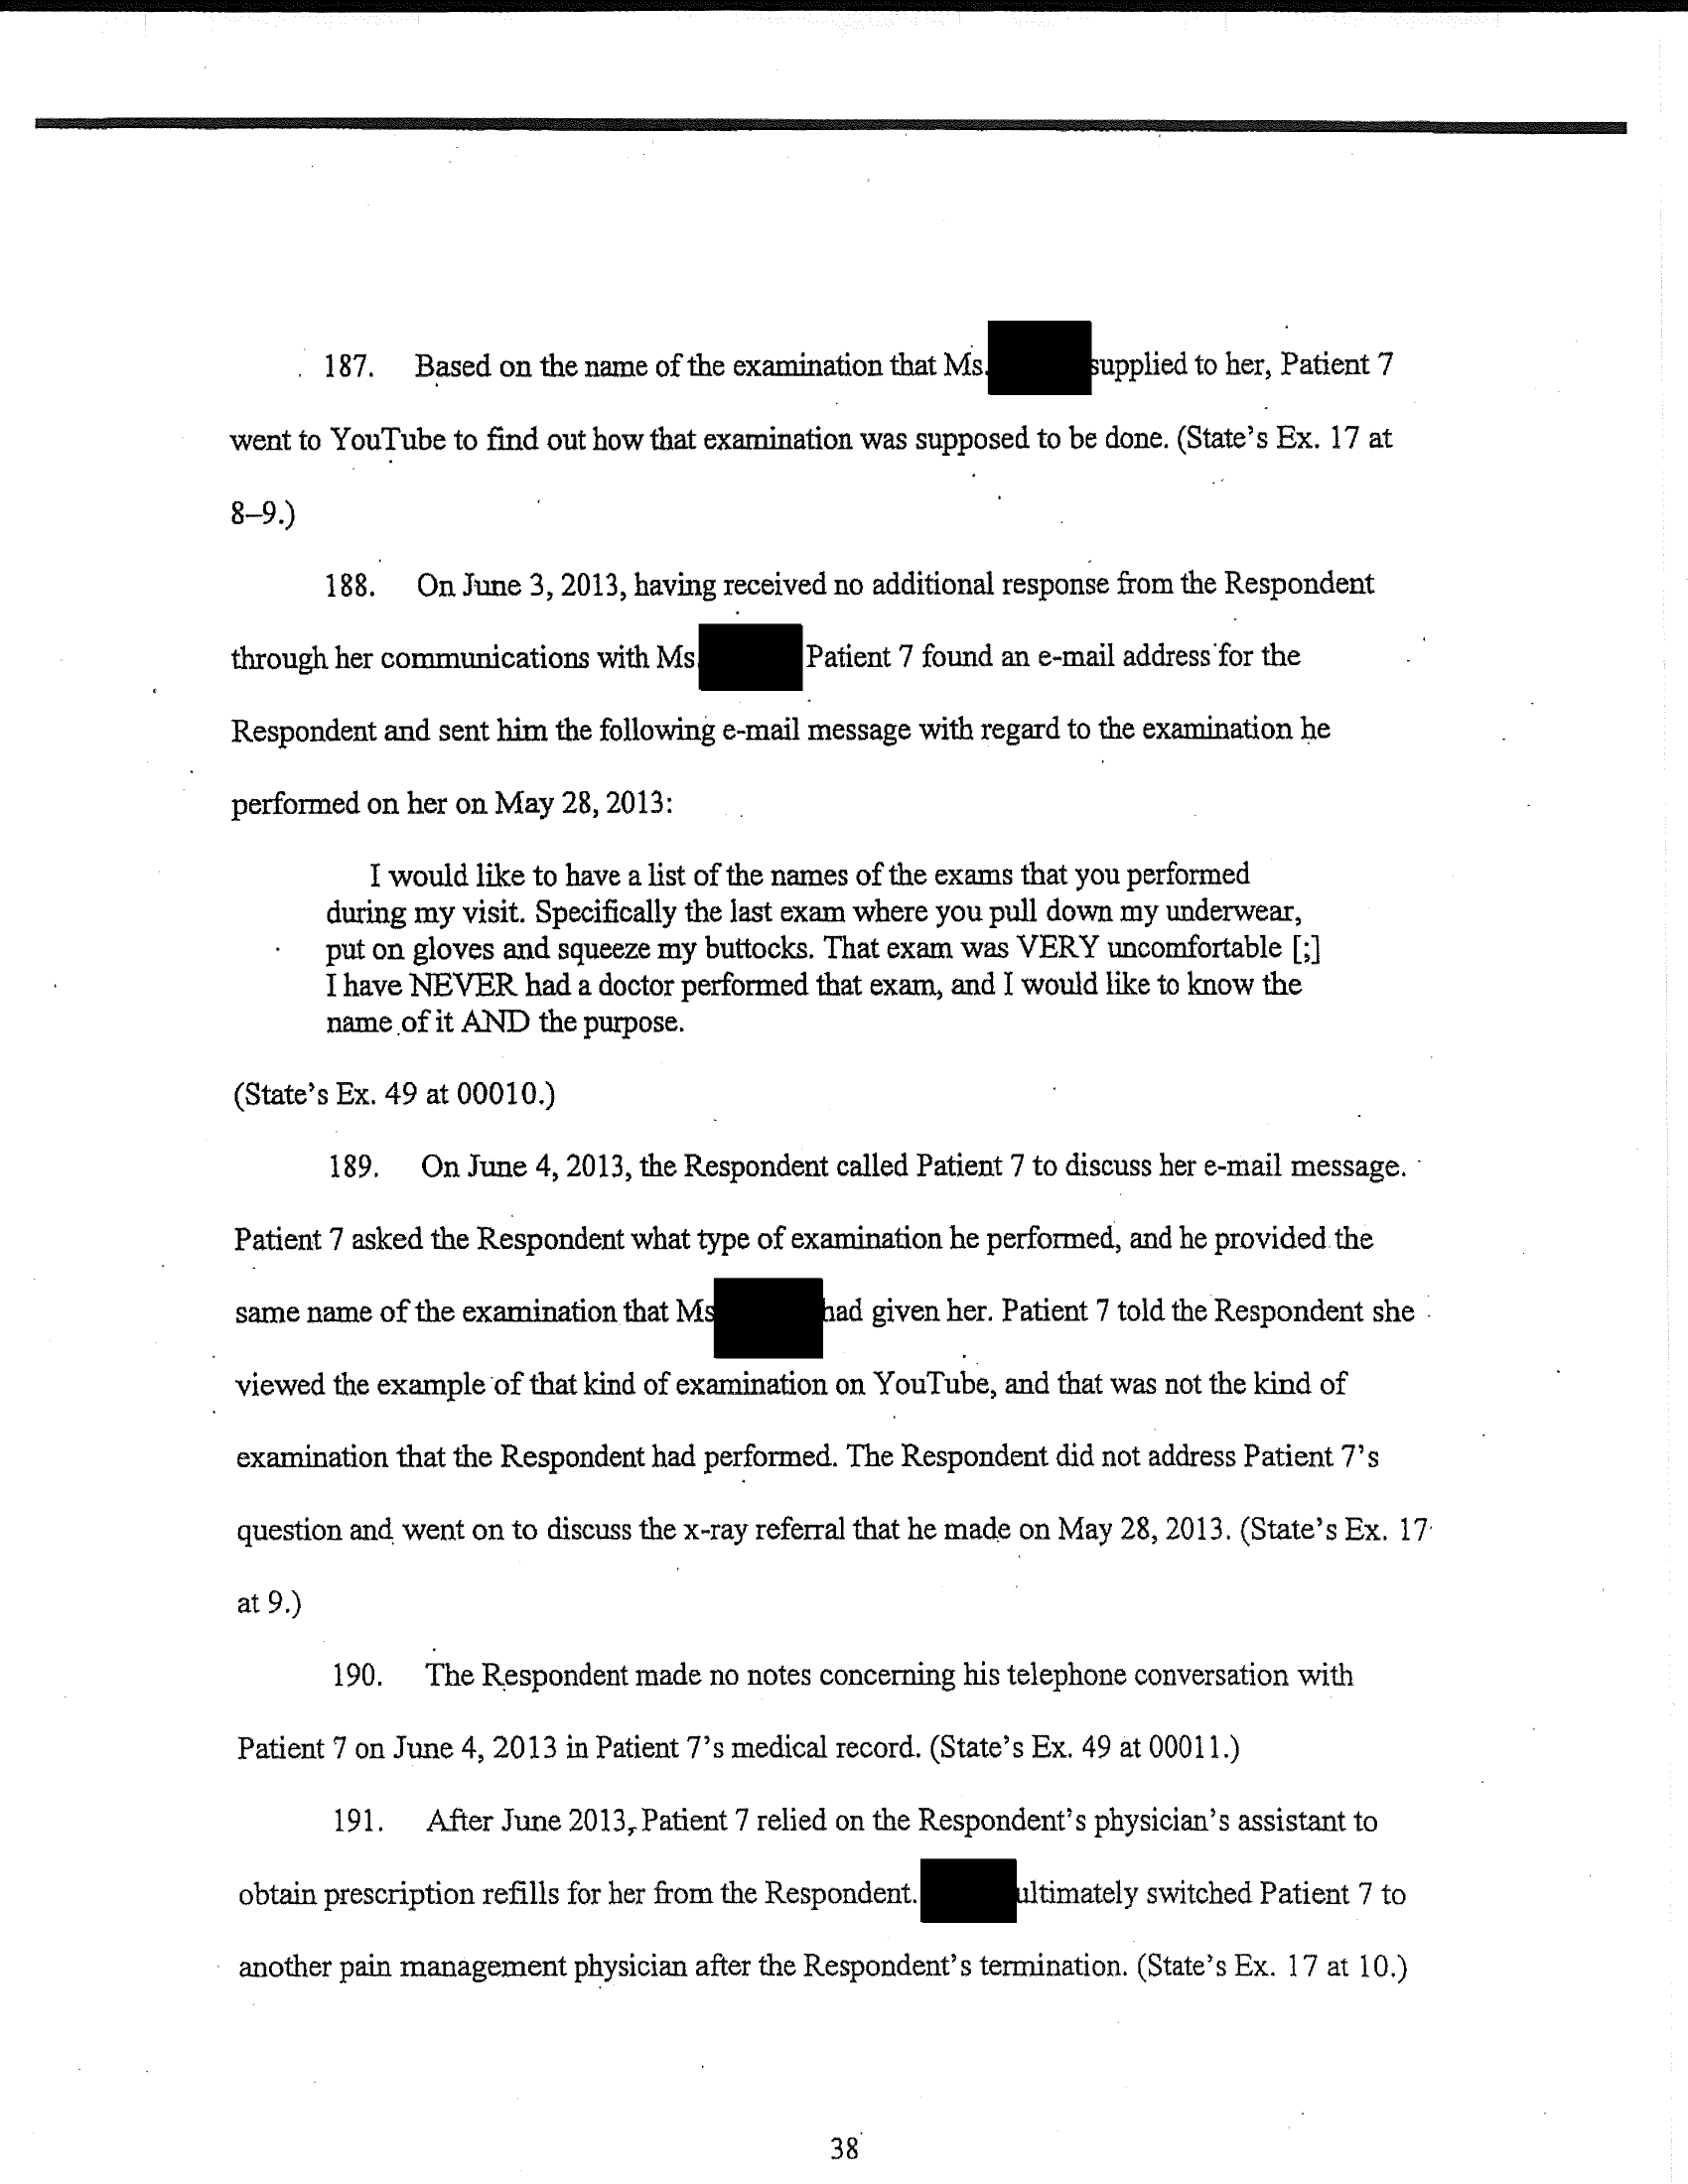 187. Based on the name of the examination that Ms. supplied to her, Patient 7
went to YouTube to find out how that examination was supposed to be done. (State's Ex. 17 at
8–9.)
188. On June 3, 2013, having received no additional response from the Respondent
through her communications with Ms Patient 7 found an e-mail address for the
Respondent and sent him the following e-mail message with regard to the examination he
performed on her on May 28, 2013:
I would like to have a list of the names of the exams that you performed
during my visit. Specifically the last exam where you pull down my underwear,
put on gloves and squeeze my buttocks. That exam was VERY uncomfortable [;]
I have NEVER had a doctor performed that exam, and I would like to know the
name of it AND the purpose.
(State's Ex. 49 at 00010.)
189. On June 4, 2013, the Respondent called Patient 7 to discuss her e-mail message.
Patient 7 asked the Respondent what type of examination he performed, and he provided the
same name of the examination that Ms had given her. Patient 7 told the Respondent she
viewed the example of that kind of examination on YouTube, and that was not the kind of
examination that the Respondent had performed. The Respondent did not address Patient 7's
question and went on to discuss the x-ray referral that he made on May 28, 2013. (State's Ex. 17
at 9.)
190. The Respondent made no notes concerning his telephone conversation with
Patient 7 on June 4, 2013 in Patient 7's medical record. (State's Ex. 49 at 00011.)
191. After June 2013, Patient 7 relied on the Respondent's physician's assistant to
obtain prescription refills for her from the Respondent. ultimately switched Patient 7 to
another pain management physician after the Respondent's termination. (State's Ex. 17 at 10.)
38